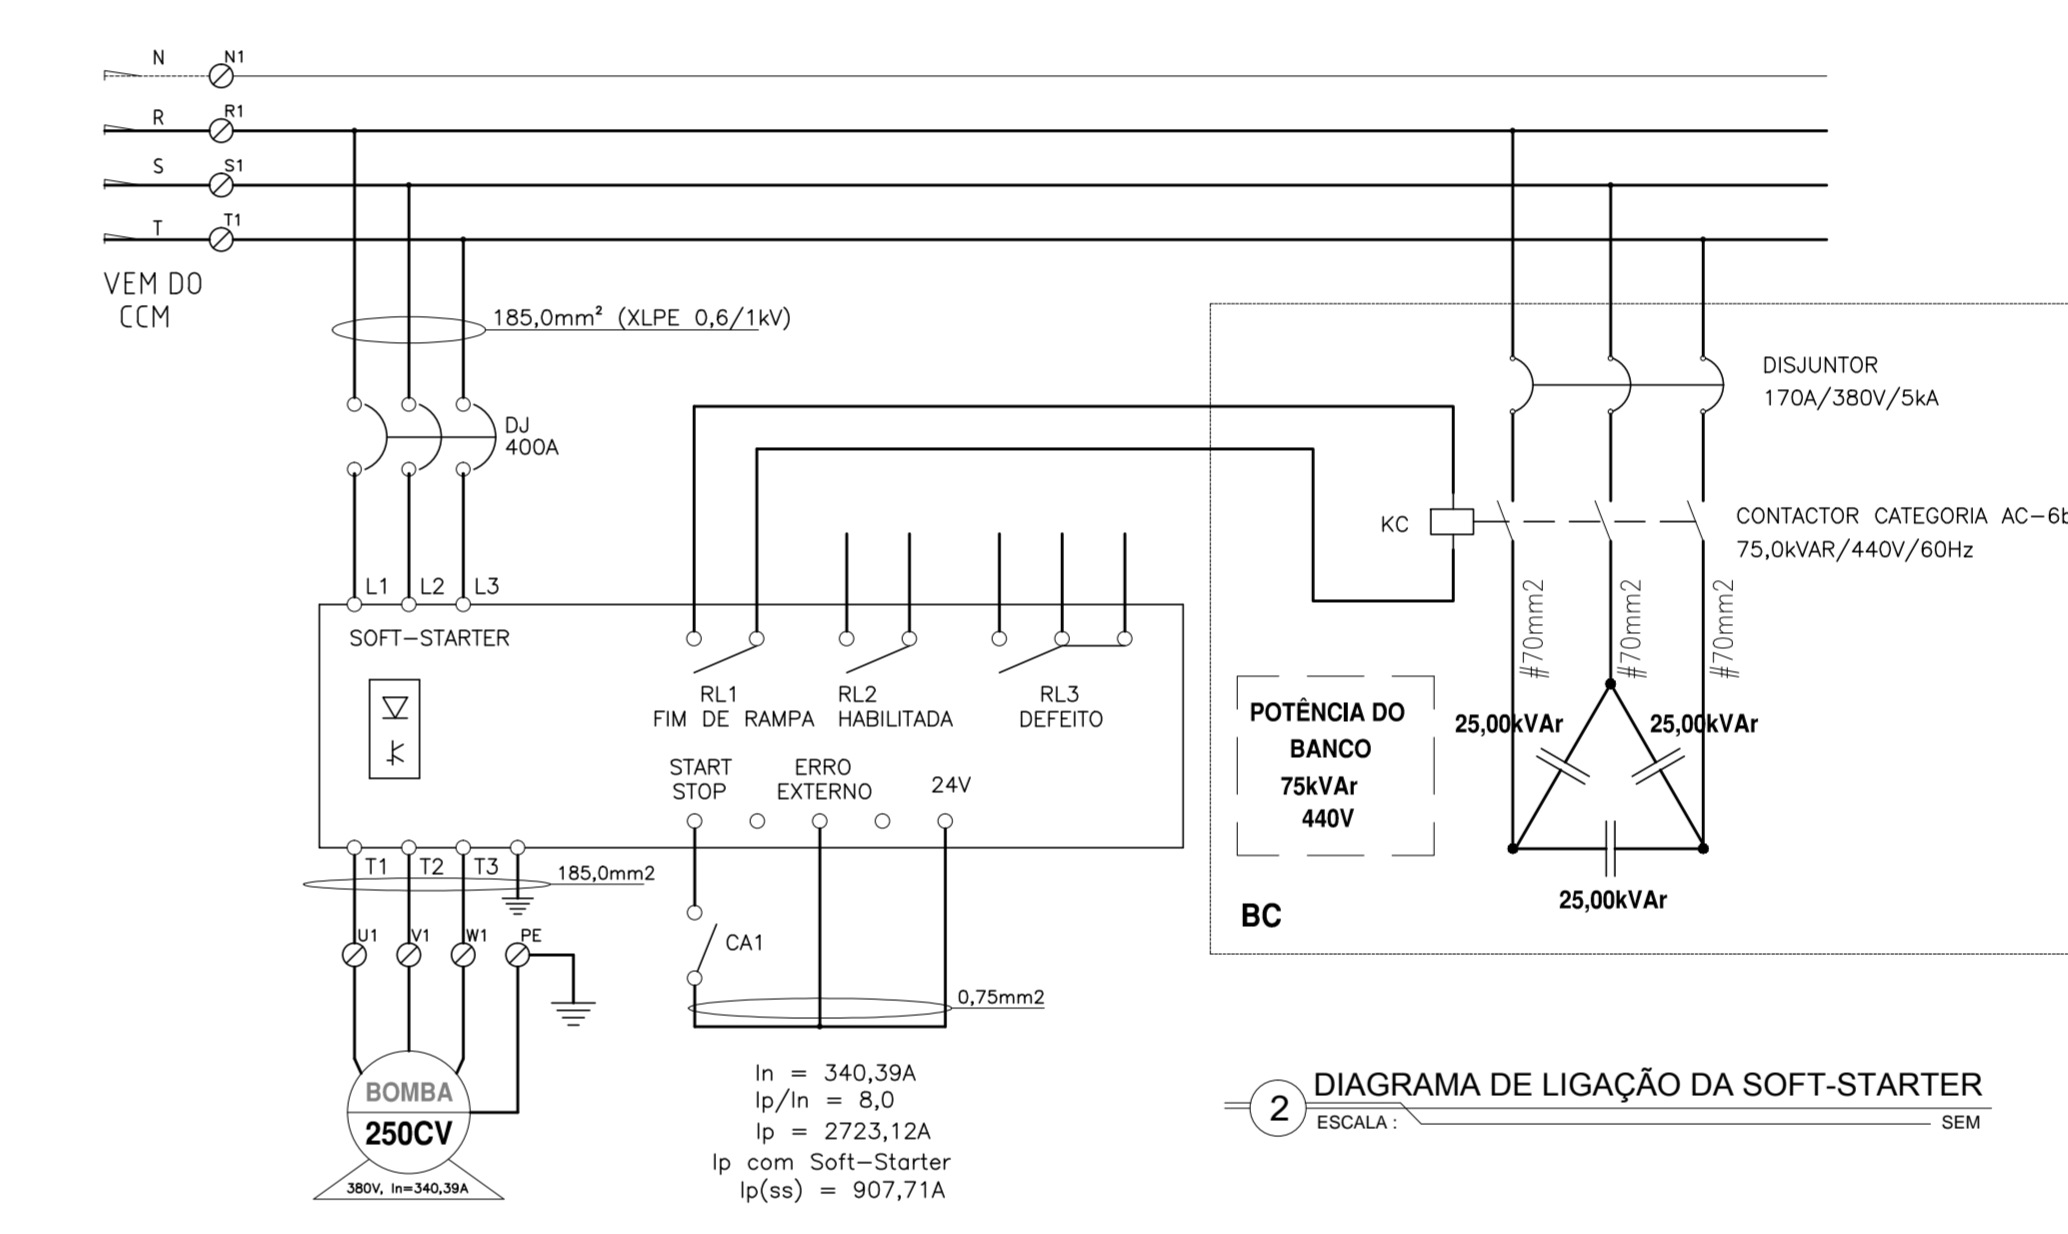 N
N1
R
R1
S
S1
T
T1
VEM DO
CCM
185,0mm² (XLPE 0,6/1kV)
DISJUNTOR
170A/380V/5kA
DJ
400A
KC
CONTACTOR CATEGORIA AC-6b
75,0kVAR/440V/60Hz
L1
L2
L3
#70mm2
#70mm2
#70mm2
SOFT-STARTER
RL1
FIM DE RAMPA
RL2
HABILITADA
RL3
DEFEITO
POTÊNCIA DO
BANCO
75kVAr
440V
25,00kVAr
25,00kVAr
25,00kVAr
START
STOP
ERRO
EXTERNO
24V
T1
T2
T3
185,0mm2
BC
U1
V1
W1
PE
CA1
0,75mm2
BOMBA
250CV
380V, In=340,39A
In = 340,39A
Ip/In = 8,0
Ip = 2723,12A
Ip com Soft-Starter
Ip(ss) = 907,71A
2
DIAGRAMA DE LIGAÇÃO DA SOFT-STARTER
ESCALA :
SEM